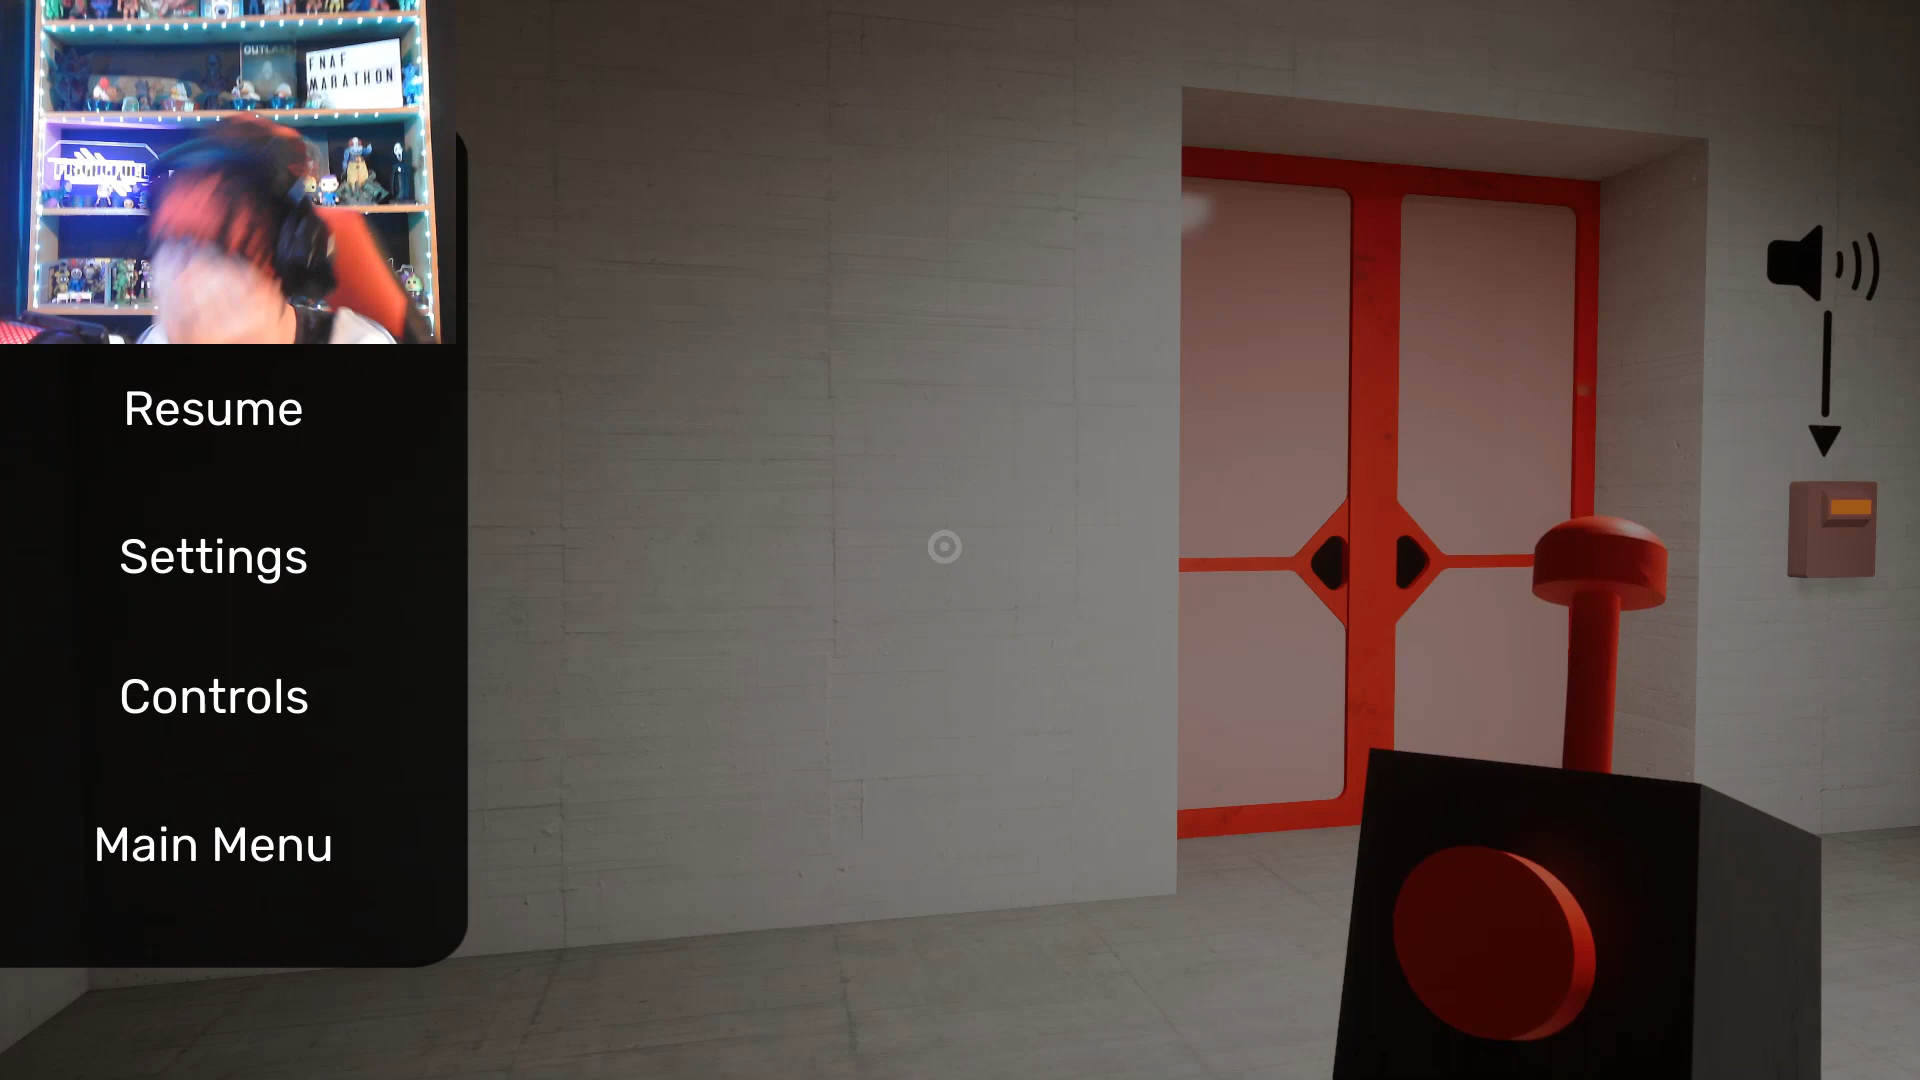 OUTLAST
FNAF
MARATHON
Resume
Settings
Controls
Main Menu